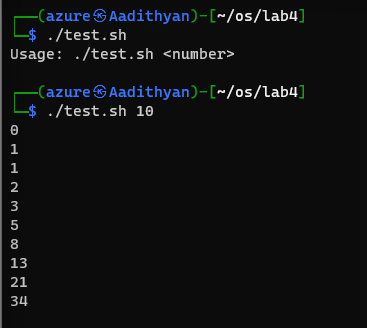 ┌──(azure㉿Aadithyan)-[~/os/lab4]
└─$ ./test.sh
Usage: ./test.sh <number>
┌──(azure㉿Aadithyan)-[~/os/lab4]
└─$ ./test.sh 10
0
1
1
2
3
5
8
13
21
34